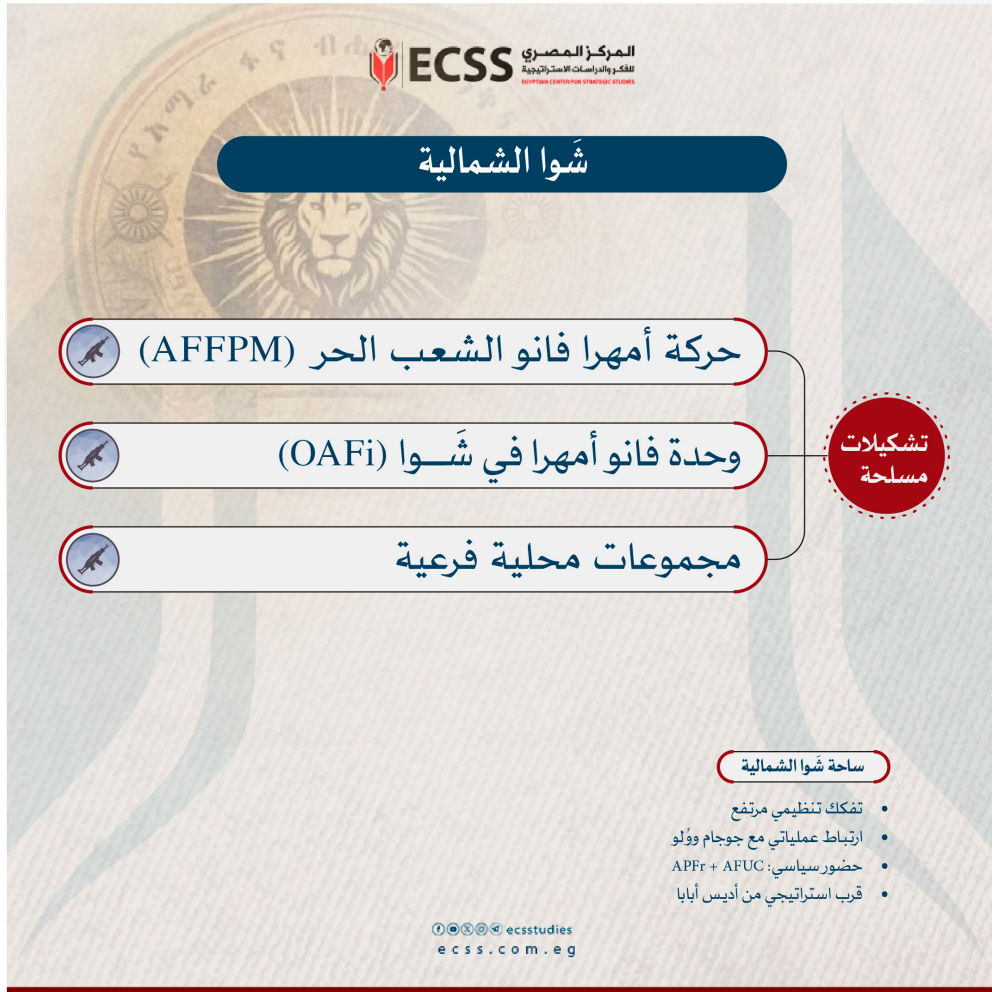 ECSS
المركز المصري
للفكر والدراسات الاستراتيجية
EGYPTIAN CENTER FOR STRATEGIC STUDIES
شَوا الشمالية
حركة أمهرا فانو الشعب الحر (AFFPM)
تشكيلات
مسلحة
وحدة فانو أمهرا في شَـــوا (OAFi)
مجموعات محلية فرعية
ساحة شَوا الشمالية
• تفكك تنظيمي مرتفع
• ارتباط عملياتي مع جوجام ووُلو
• حضور سياسي: APFr + AFUC
• قرب استراتيجي من أديس أبابا
ecsstudies
ecss.com.eg